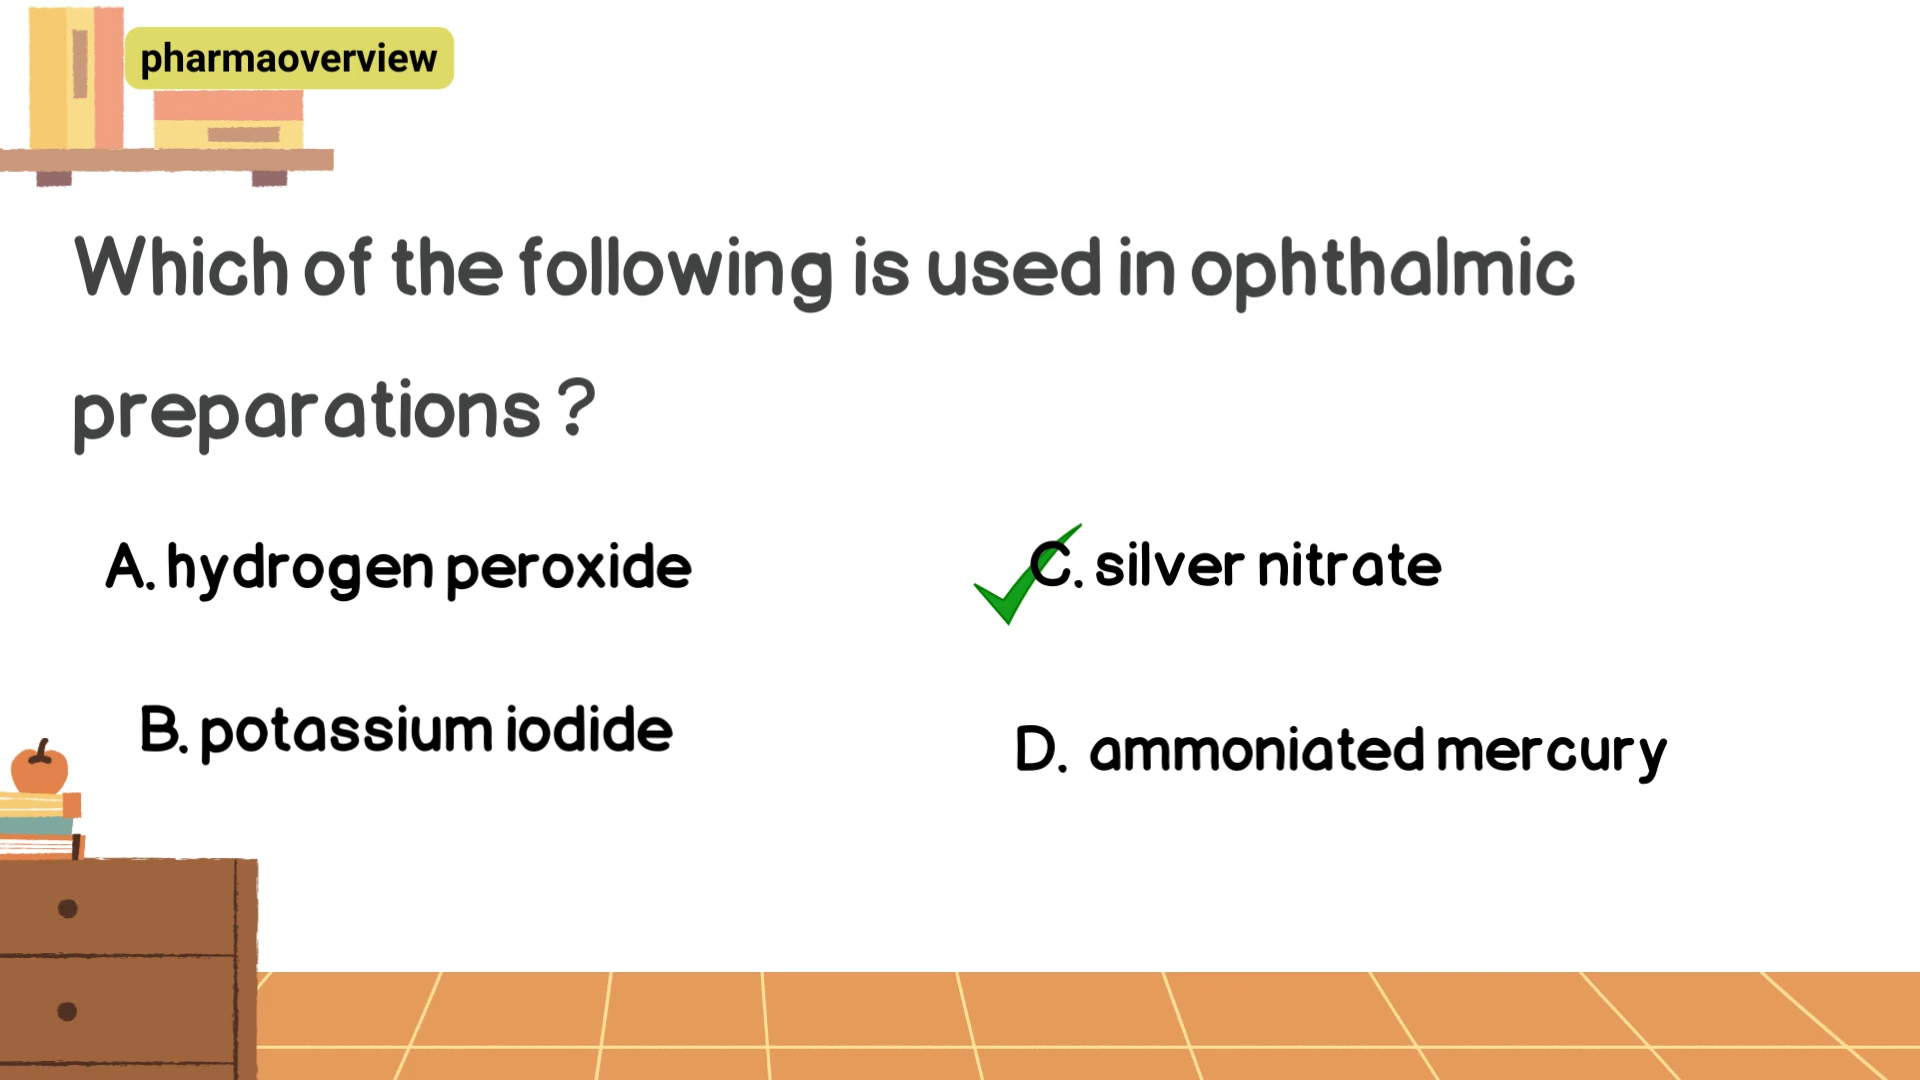 pharmaoverview
Which of the following is used in ophthalmic
preparations ?
A. hydrogen peroxide
B. potassium iodide
C. silver nitrate
D. ammoniated mercury